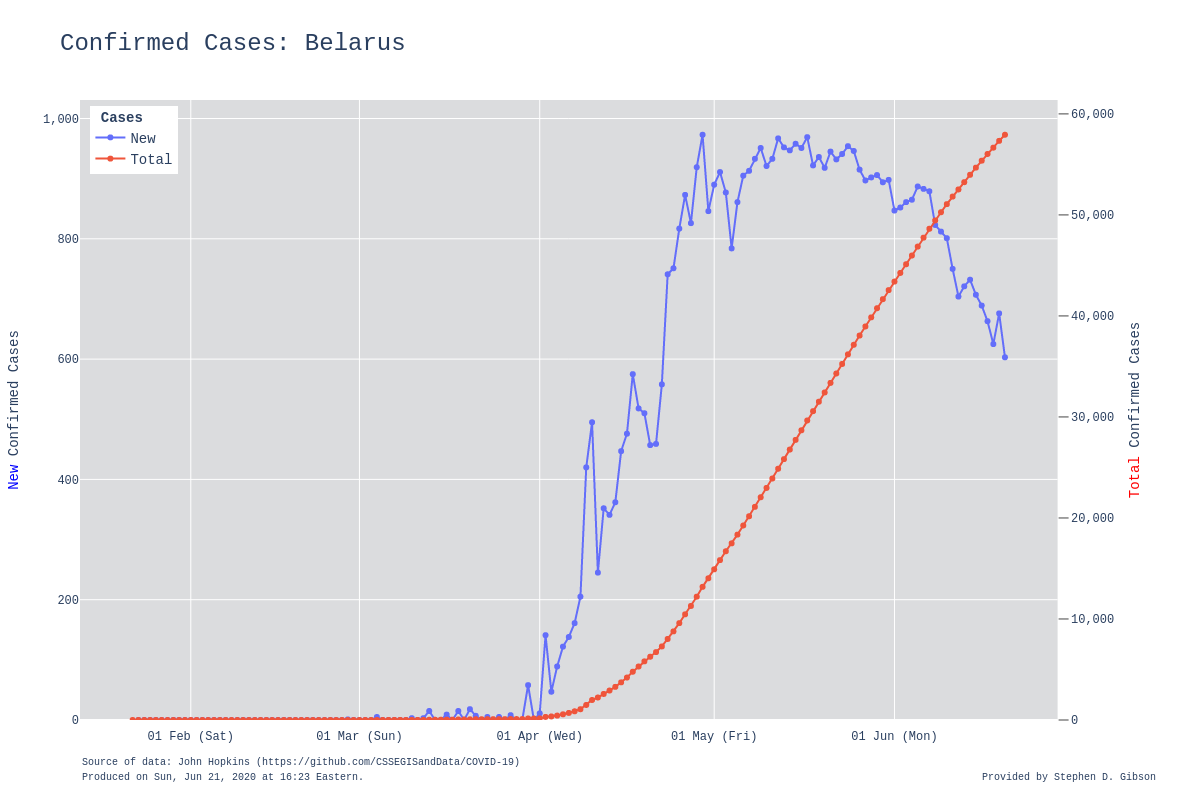 Confirmed Cases: Belarus
Cases
New
Total
1,000
800
600
400
200
0
New Confirmed Cases
60,000
50,000
40,000
30,000
20,000
10,000
0
Total Confirmed Cases
01 Feb (Sat) 01 Mar (Sun) 01 Apr (Wed) 01 May (Fri) 01 Jun (Mon)
Source of data: John Hopkins (https://github.com/CSSEGISandData/COVID-19)
Produced on Sun, Jun 21, 2020 at 16:23 Eastern.
Provided by Stephen D. Gibson